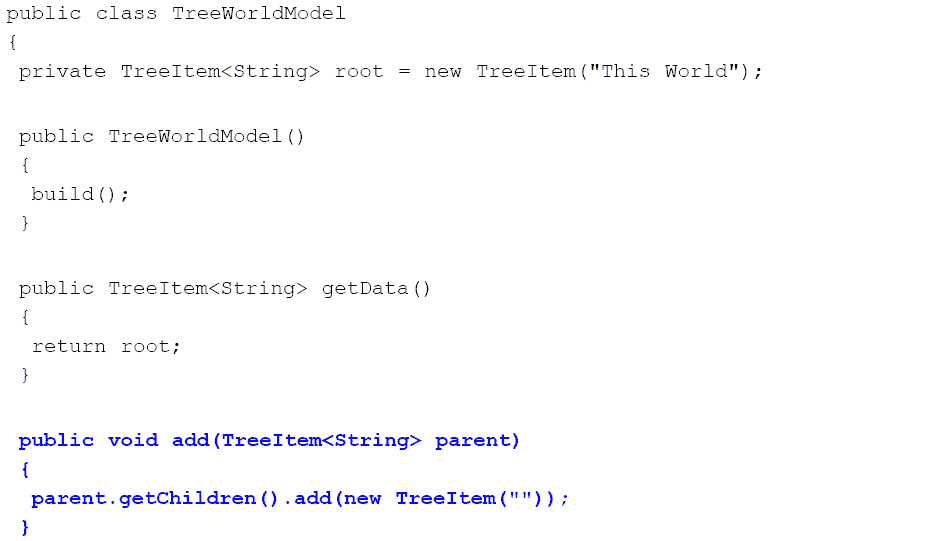 public class TreeWorldModel
{
private TreeItem<String> root = new TreeItem("This World");
public TreeWorldModel()
{
build();
}
public TreeItem<String> getData()
{
return root;
}
public void add(TreeItem<String> parent)
{
parent.getChildren().add(new TreeItem(""));
}